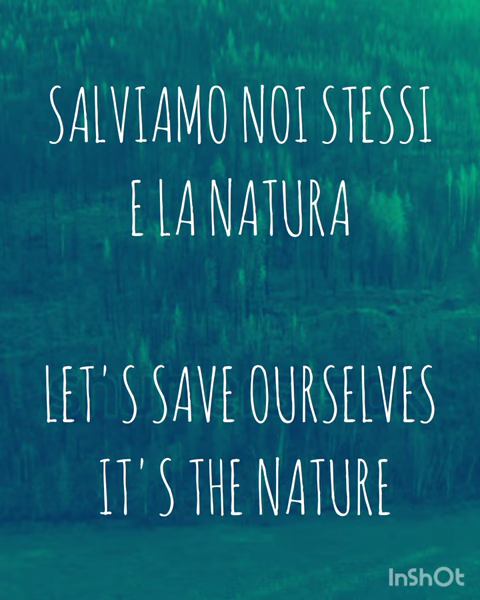 SALVIAMO NOI STESSI
E LA NATURA
LET'S SAVE OURSELVES
IT'S THE NATURE
InShOt